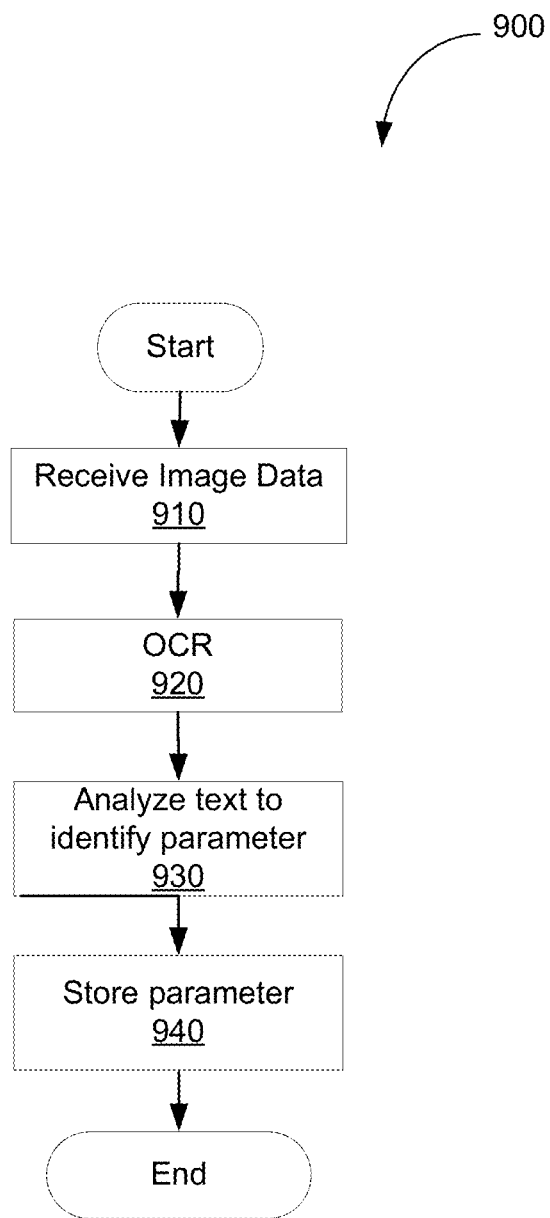 900
Start
Receive Image Data
910
OCR
920
Analyze text to
identify parameter
930
Store parameter
940
End